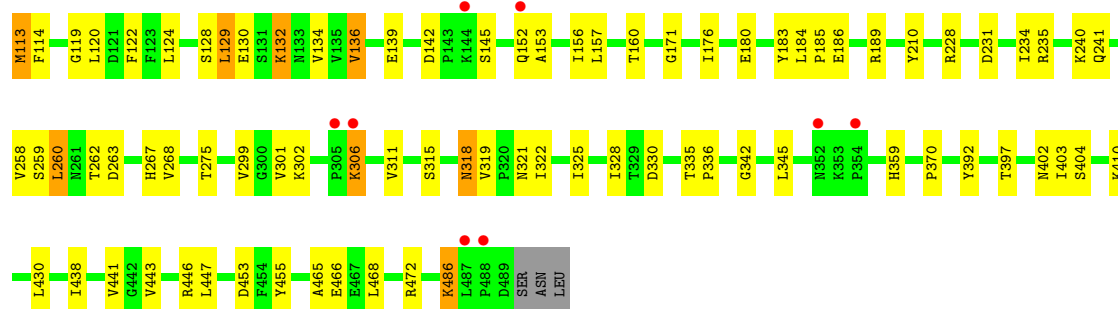 M113 F114 G119 L120 D121 F122 F123 L124 S128 L129 E130 S131 K132 N133 V134 V135 V136 E139 D142 P143 K144 S145 Q152 A153 I156 L157 T160 G171 I176 E180 Y183 L184 P185 E186 R189 Y210 R228 D231 I234 R235 K240 Q241
V258 S259 L260 N261 T262 D263 H267 V268 T275 V299 G300 V301 K302 P305 K306 V311 S315 N318 V319 P320 N321 I322 I325 I328 T329 D330 T335 P336 G342 L345 N352 K353 P354 H359 P370 Y392 T397 N402 I403 S404 K410
L430 I438 V441 G442 V443 R446 L447 D453 F454 Y455 A465 E466 E467 L468 R472 K486 L487 P488 D489 SER ASN LEU